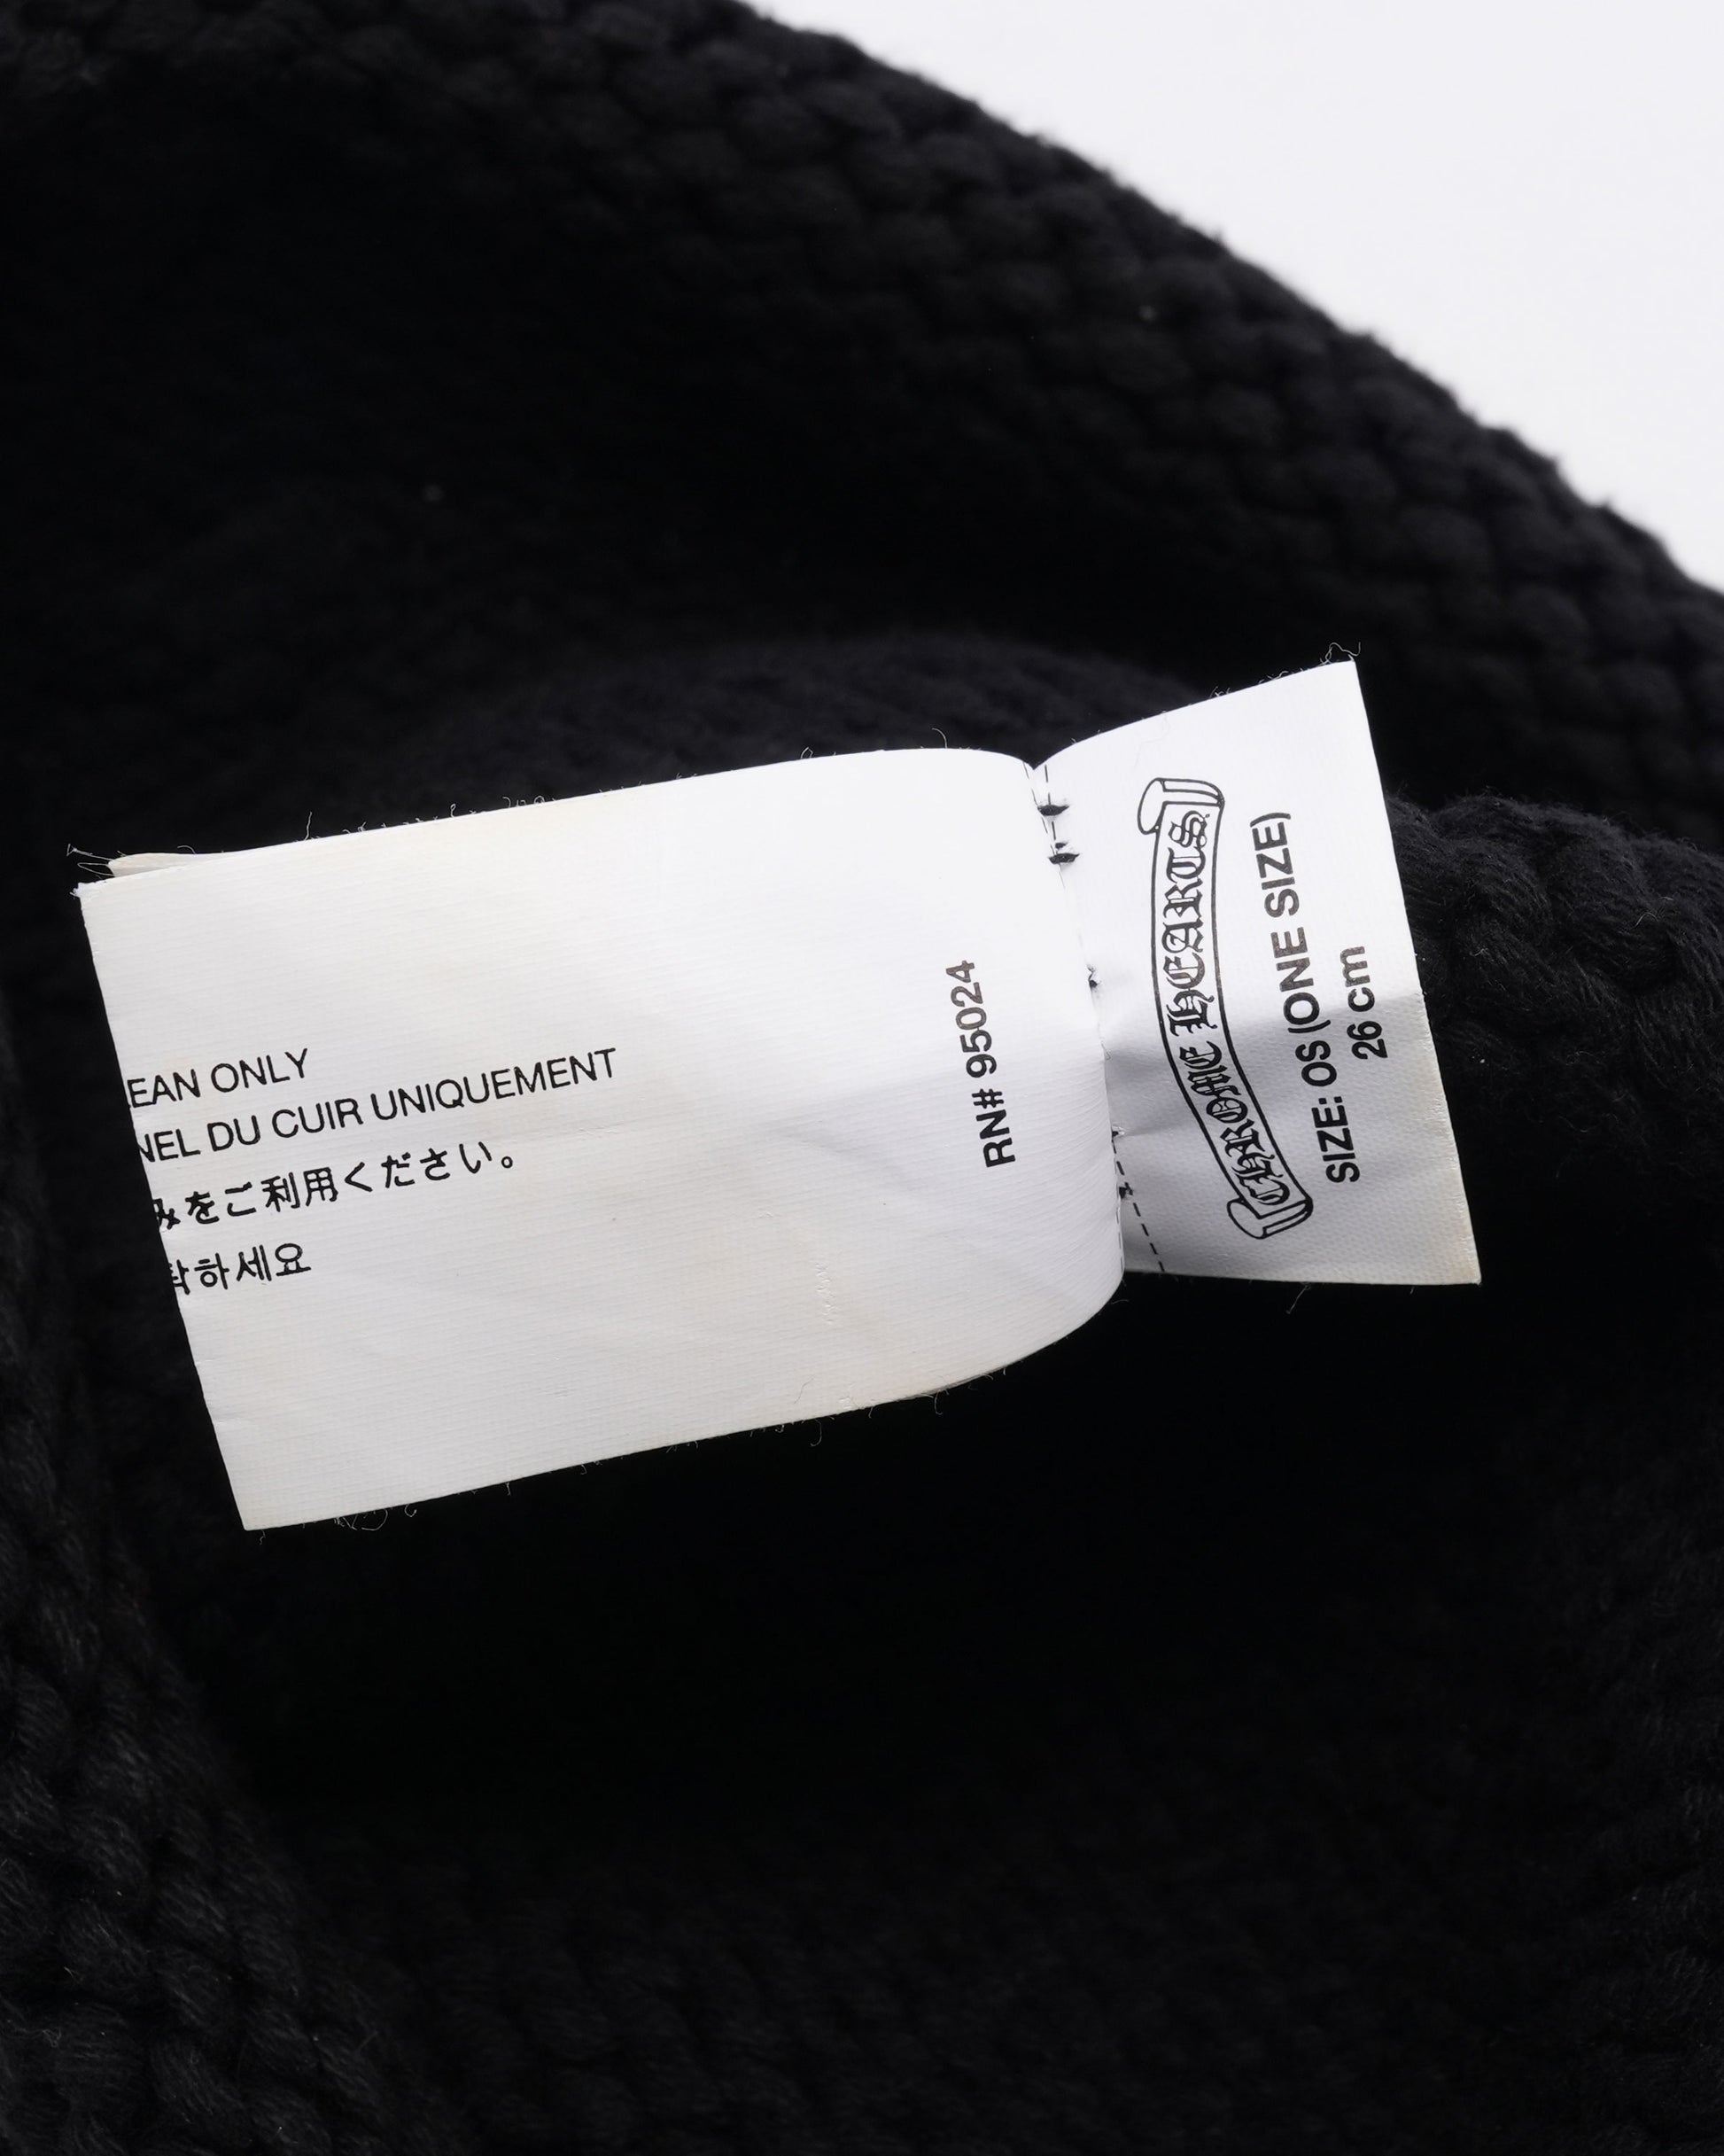 EAN ONLY
NEL DU CUIR UNIQUEMENT
みをご利用ください。
탁하세요
RN# 95024
CHROME HEARTS
SIZE: OS (ONE SIZE)
26 cm